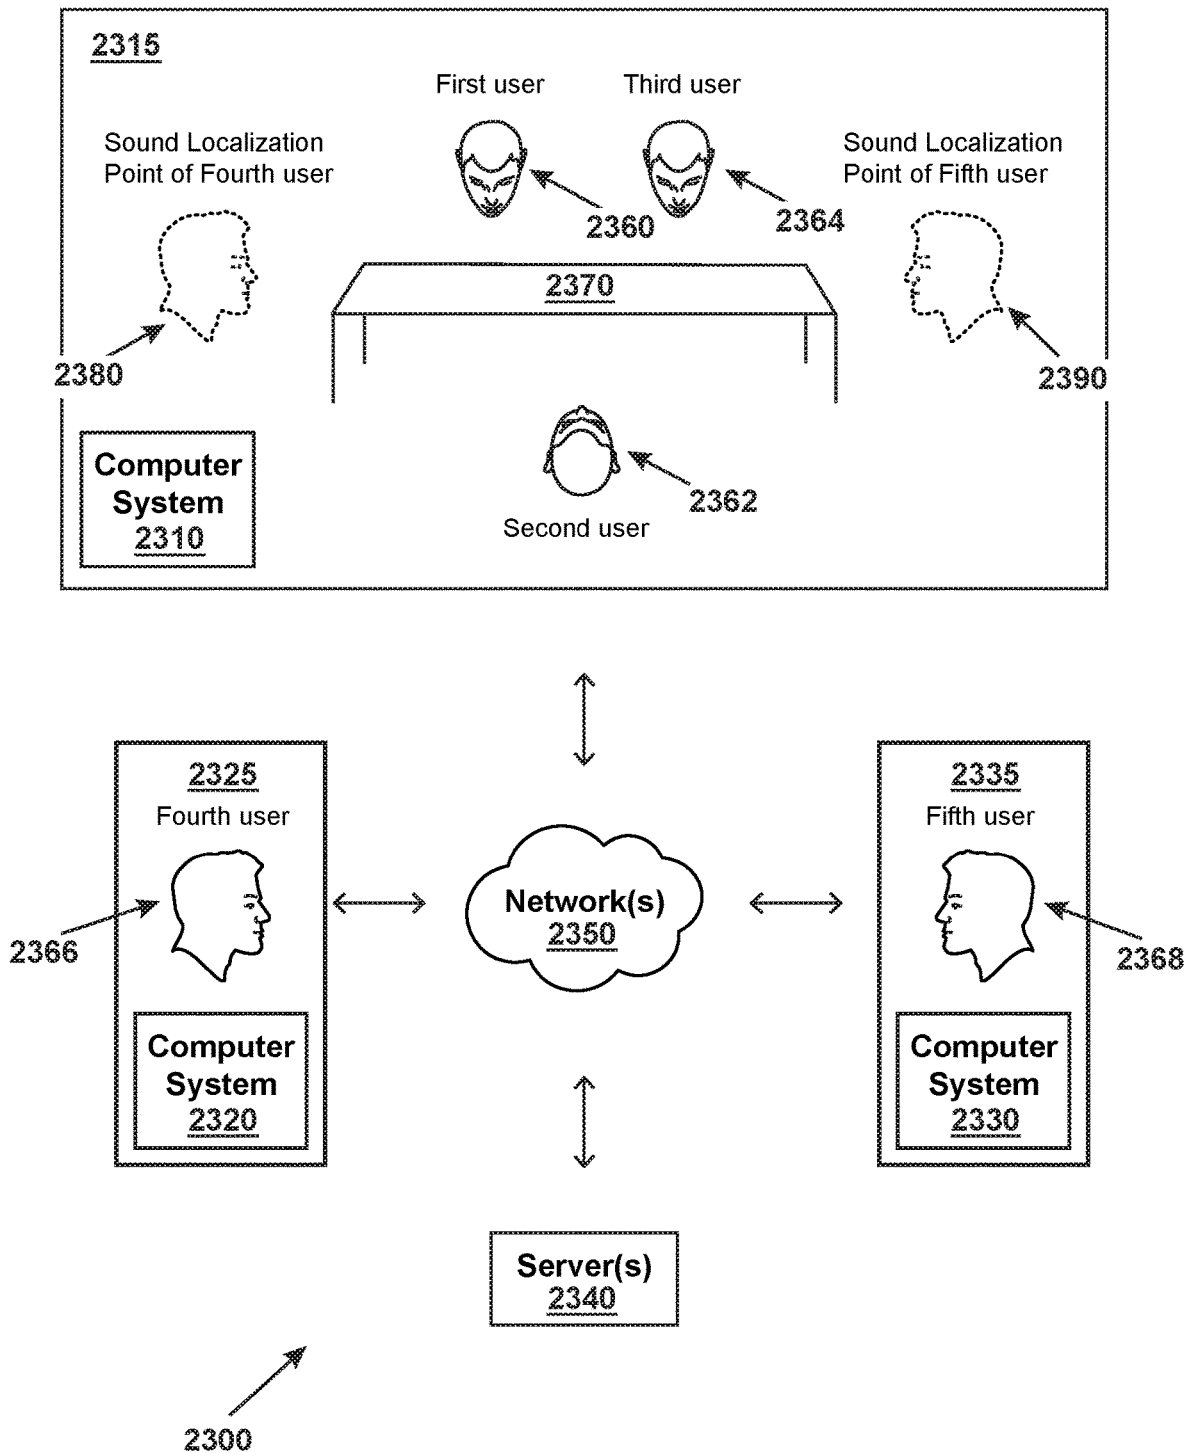 2315
First user
Third user
Sound Localization
Point of Fourth user
Sound Localization
Point of Fifth user
2360
2364
2370
2380
2390
Computer
System
2310
2362
Second user
2325
Fourth user
2335
Fifth user
Network(s)
2350
2366
2368
Computer
System
2320
Computer
System
2330
Server(s)
2340
2300